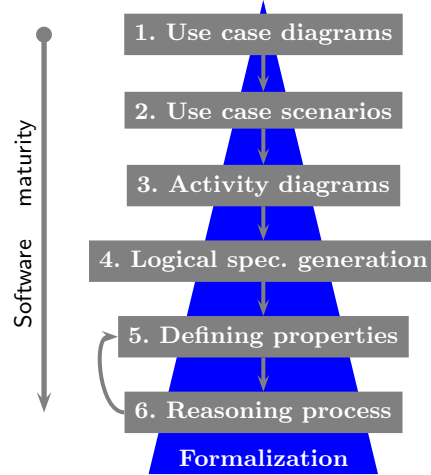 1. Use case diagrams
2. Use case scenarios
3. Activity diagrams
4. Logical spec. generation
5. Defining properties
6. Reasoning process
Formalization
Software maturity